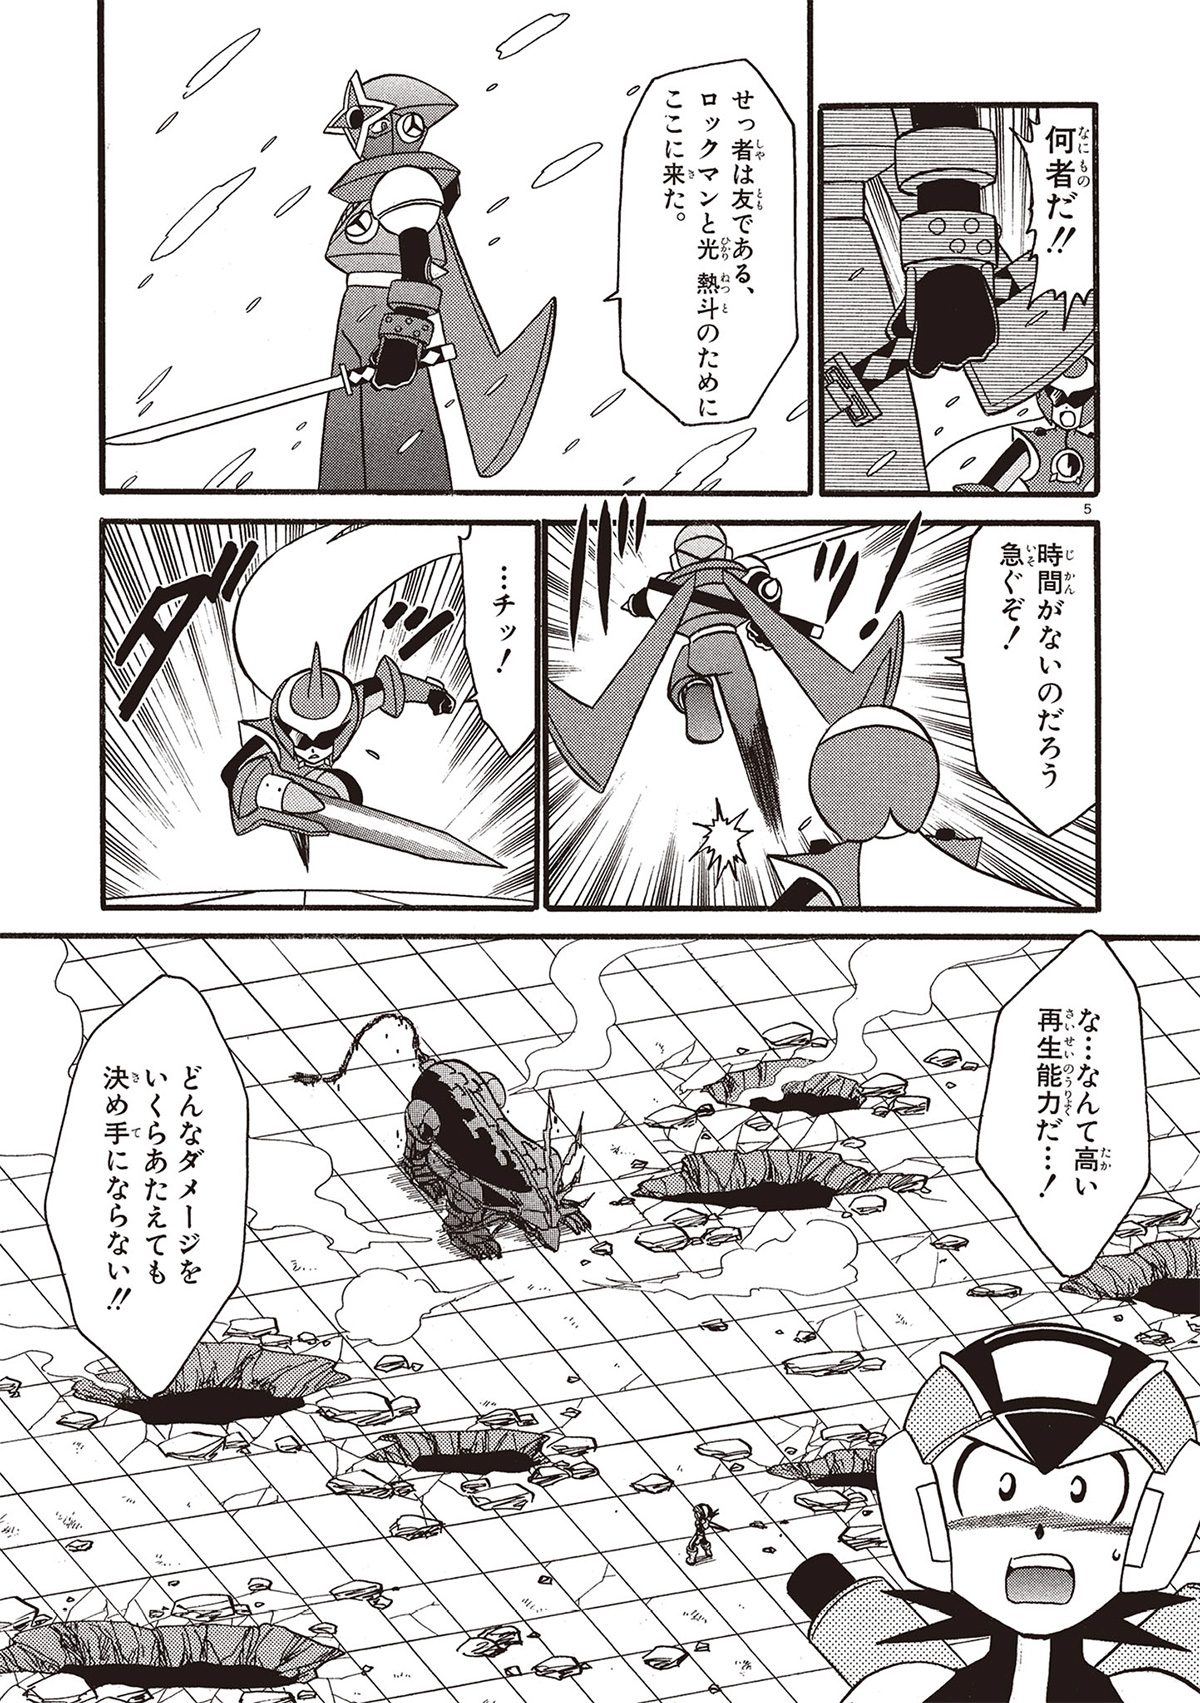 何者だ!!
せっ者は友である、
ロックマンと光熱斗のために
ここに来た。
5
時間がないのだろう
急ぐぞ!
…チッ!
ダッ
な…なんて高い
再生能力だ…!
どんなダメージを
いくらあたえても
決め手にならない!!